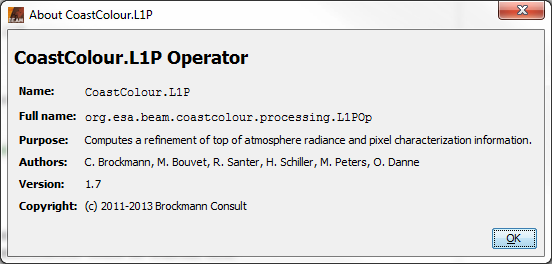 About CoastColour.L1P
CoastColour.L1P Operator
Name: CoastColour.L1P
Full name: org.esa.beam.coastcolour.processing.L1POp
Purpose: Computes a refinement of top of atmosphere radiance and pixel characterization information.
Authors: C. Brockmann, M. Bouvet, R. Santer, H. Schiller, M. Peters, O. Danne
Version: 1.7
Copyright: (c) 2011-2013 Brockmann Consult
OK